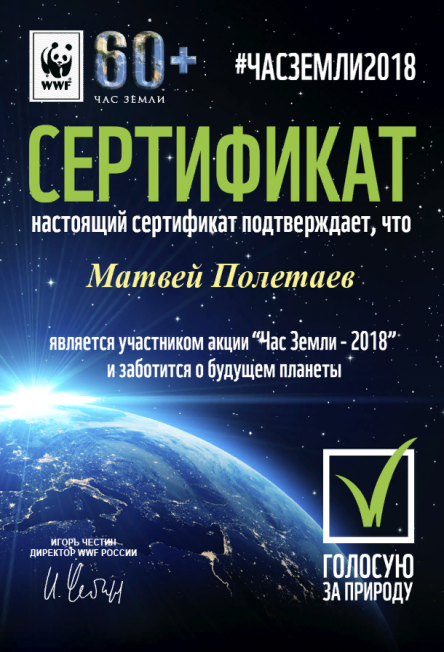 WWF
60+
ЧАС ЗЕМЛИ
#ЧАСЗЕМЛИ2018
СЕРТИФИКАТ
настоящий сертификат подтверждает, что
Матвей Полетаев
является участником акции “Час Земли - 2018”
и заботится о будущем планеты
ИГОРЬ ЧЕСТИН
ДИРЕКТОР WWF РОССИИ
И. Честин
ГОЛОСУЮ
ЗА ПРИРОДУ